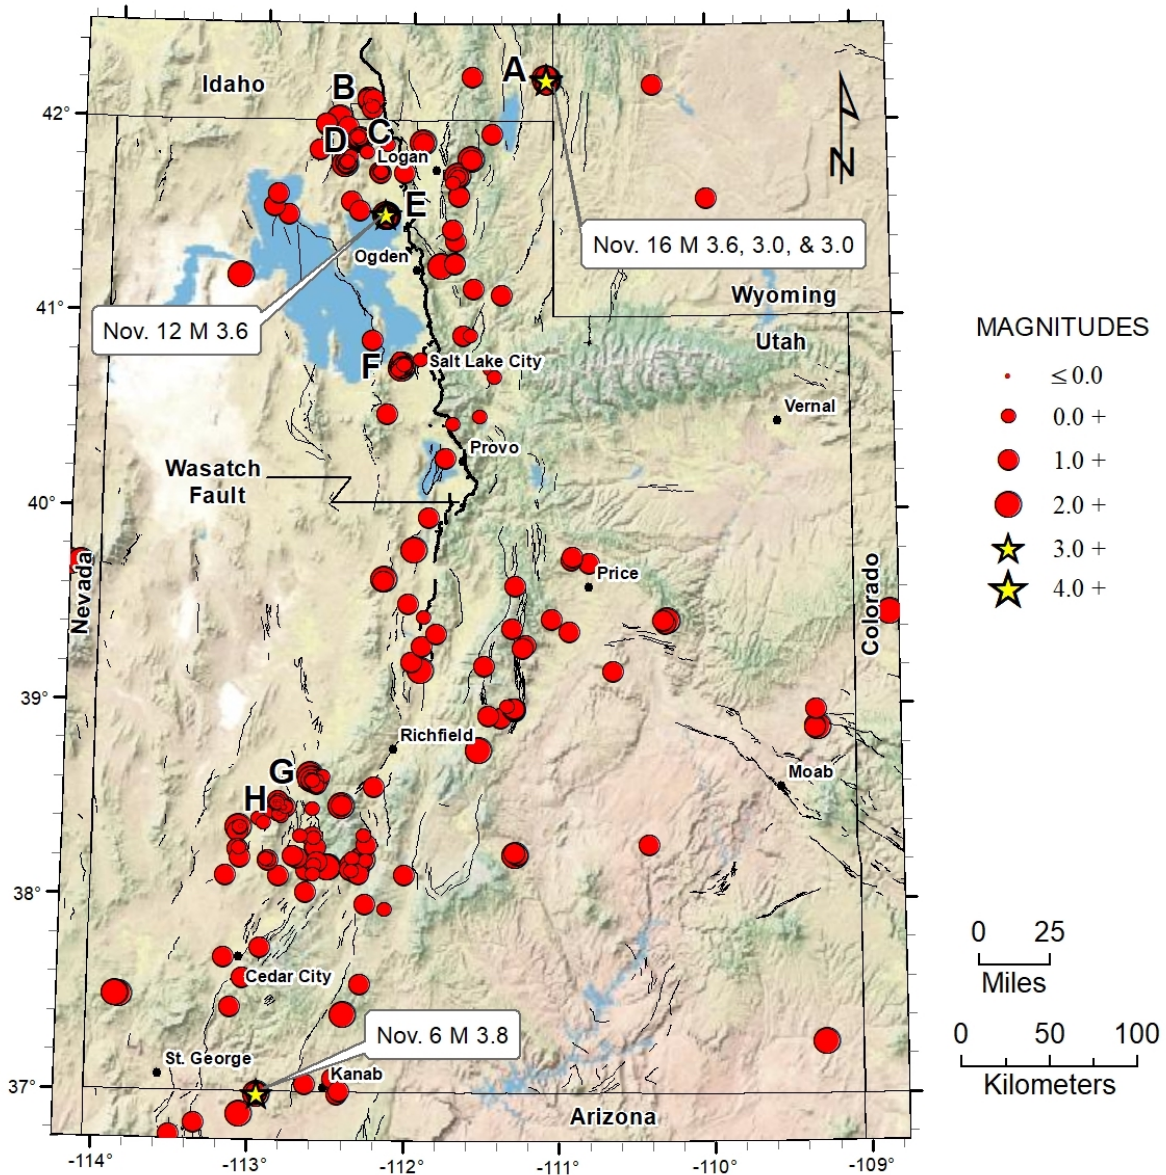 Idaho
A
B
42°
C
D
Logan
N
E
Nov. 16 M 3.6, 3.0, & 3.0
Ogden
Wyoming
41°
Nov. 12 M 3.6
Utah
F
Salt Lake City
MAGNITUDES
≤ 0.0
0.0 +
1.0 +
2.0 +
3.0 +
4.0 +
Vernal
Provo
Wasatch
Fault
40°
Price
Nevada
Colorado
39°
Richfield
G
Moab
H
38°
0 25
Miles
Cedar City
Nov. 6 M 3.8
0 50 100
Kilometers
St. George
Kanab
37°
Arizona
-114° -113° -112° -111° -110° -109°